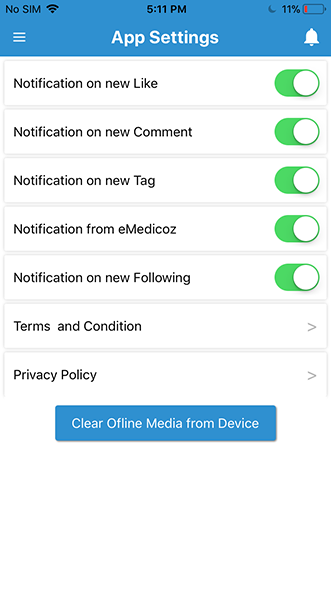 No SIM 5:11 PM 11%
App Settings
Notification on new Like
Notification on new Comment
Notification on new Tag
Notification from eMedicoz
Notification on new Following
Terms  and Condition >
Privacy Policy >
Clear Ofline Media from Device